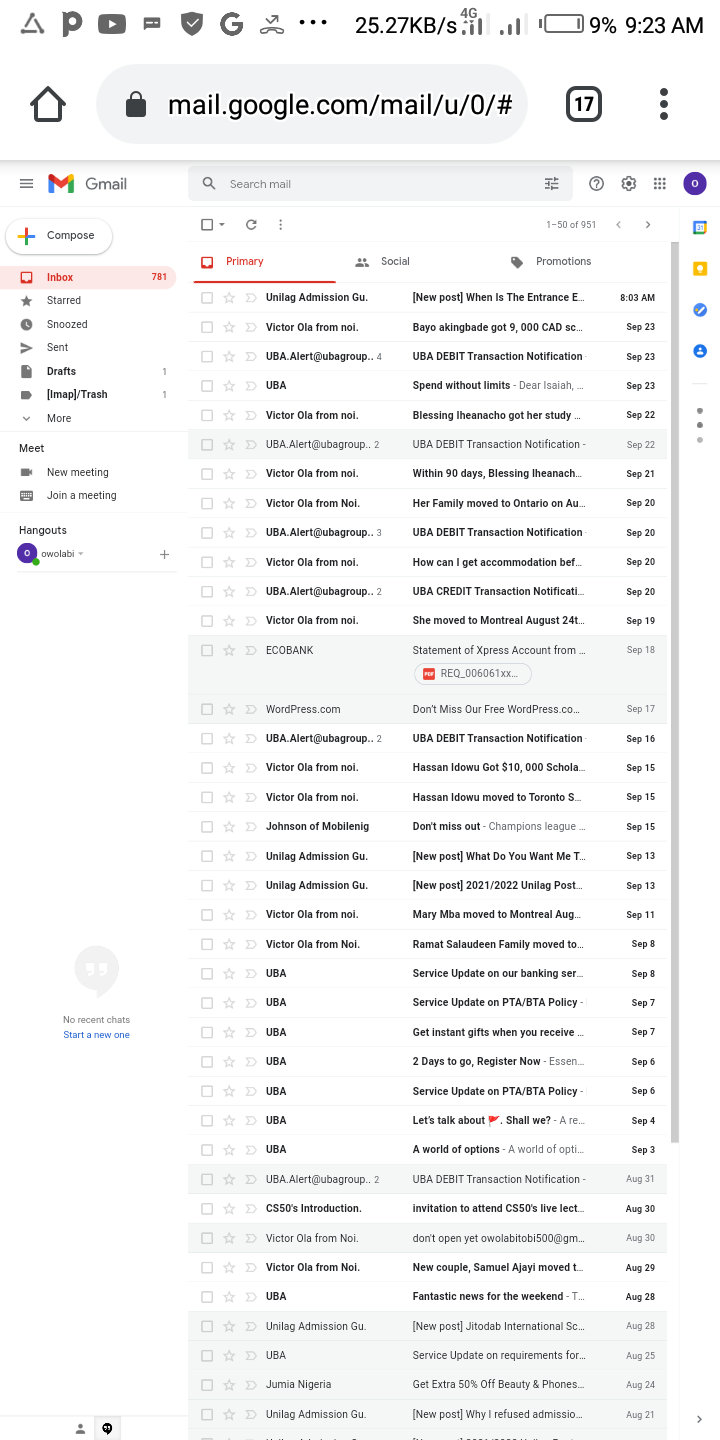 25.27KB/s 4G 9% 9:23 AM
mail.google.com/mail/u/0/# 17
Gmail Search mail O
Compose 1–50 of 951
Primary Social Promotions
Inbox 781
Starred
Snoozed
Sent
Drafts 1
[Imap]/Trash 1
More
Meet
New meeting
Join a meeting
Hangouts
O owolabi
No recent chats
Start a new one
Unilag Admission Gu. [New post] When Is The Entrance E... 8:03 AM
Victor Ola from noi. Bayo akingbade got 9, 000 CAD sc... Sep 23
UBA.Alert@ubagroup.. 4 UBA DEBIT Transaction Notification Sep 23
UBA Spend without limits - Dear Isaiah, ... Sep 23
Victor Ola from noi. Blessing Iheanacho got her study ... Sep 22
UBA.Alert@ubagroup.. 2 UBA DEBIT Transaction Notification - Sep 22
Victor Ola from noi. Within 90 days, Blessing Iheanach... Sep 21
Victor Ola from Noi. Her Family moved to Ontario on Au... Sep 20
UBA.Alert@ubagroup.. 3 UBA DEBIT Transaction Notification Sep 20
Victor Ola from noi. How can I get accommodation bef... Sep 20
UBA.Alert@ubagroup.. 2 UBA CREDIT Transaction Notificati... Sep 20
Victor Ola from noi. She moved to Montreal August 24t... Sep 19
ECOBANK Statement of Xpress Account from ... Sep 18
PDF REQ_006061xx...
WordPress.com Don't Miss Our Free WordPress.co... Sep 17
UBA.Alert@ubagroup.. 2 UBA DEBIT Transaction Notification Sep 16
Victor Ola from noi. Hassan Idowu Got $10, 000 Schola... Sep 15
Victor Ola from noi. Hassan Idowu moved to Toronto S... Sep 15
Johnson of Mobilenig Don't miss out - Champions league ... Sep 15
Unilag Admission Gu. [New post] What Do You Want Me T... Sep 13
Unilag Admission Gu. [New post] 2021/2022 Unilag Post... Sep 13
Victor Ola from noi. Mary Mba moved to Montreal Aug... Sep 11
Victor Ola from Noi. Ramat Salaudeen Family moved to... Sep 8
UBA Service Update on our banking ser... Sep 8
UBA Service Update on PTA/BTA Policy - Sep 7
UBA Get instant gifts when you receive ... Sep 7
UBA 2 Days to go, Register Now - Essen... Sep 6
UBA Service Update on PTA/BTA Policy - Sep 6
UBA Let's talk about 🚩. Shall we? - A re... Sep 4
UBA A world of options - A world of opti... Sep 3
UBA.Alert@ubagroup.. 2 UBA DEBIT Transaction Notification - Aug 31
CS50's Introduction. invitation to attend CS50's live lect... Aug 30
Victor Ola from Noi. don't open yet owolabitobi500@gm... Aug 30
Victor Ola from Noi. New couple, Samuel Ajayi moved t... Aug 29
UBA Fantastic news for the weekend - T... Aug 28
Unilag Admission Gu. [New post] Jitodab International Sc... Aug 28
UBA Service Update on requirements for... Aug 25
Jumia Nigeria Get Extra 50% Off Beauty & Phones... Aug 24
Unilag Admission Gu. [New post] Why I refused admissio... Aug 21